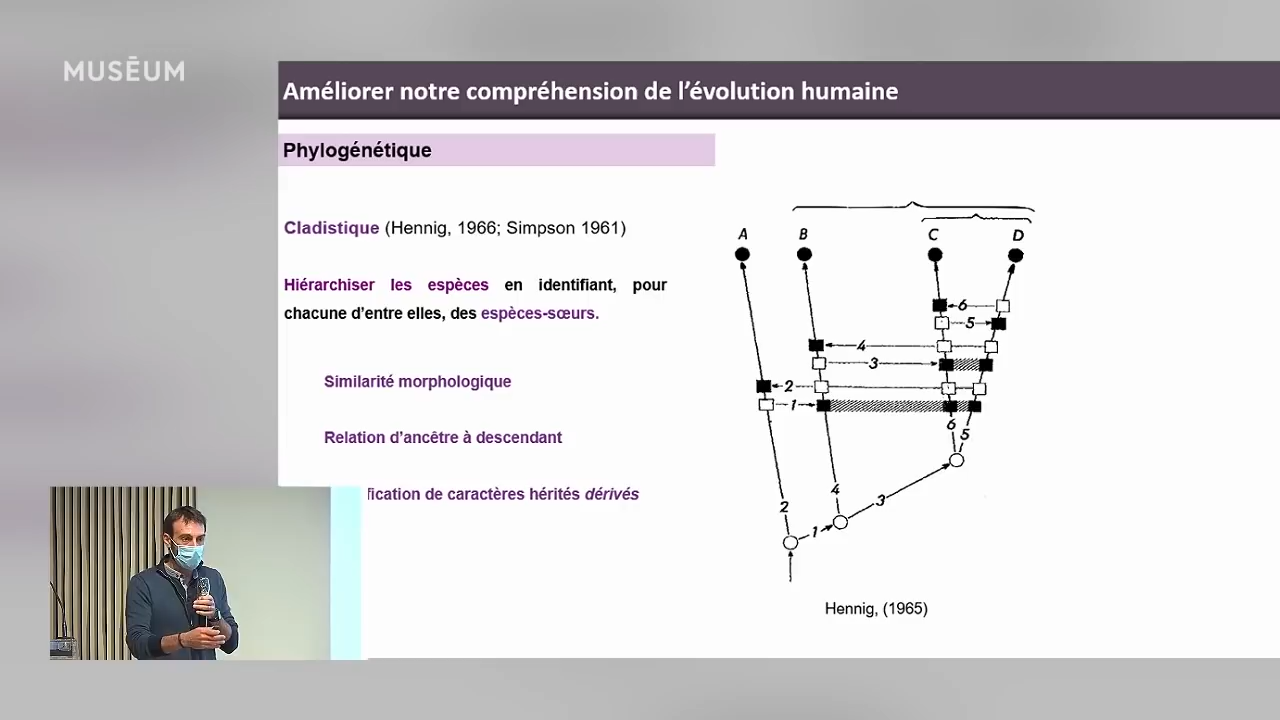 MUSĒUM
Améliorer notre compréhension de l'évolution humaine
Phylogénétique
Cladistique (Hennig, 1966; Simpson 1961)
Hiérarchiser les espèces en identifiant, pour
chacune d'entre elles, des espèces-sœurs.
Similarité morphologique
Relation d'ancêtre à descendant
fication de caractères hérités dérivés
A B C D
6
5
4
3
2
1
6
5
4
3
2
1
Hennig, (1965)